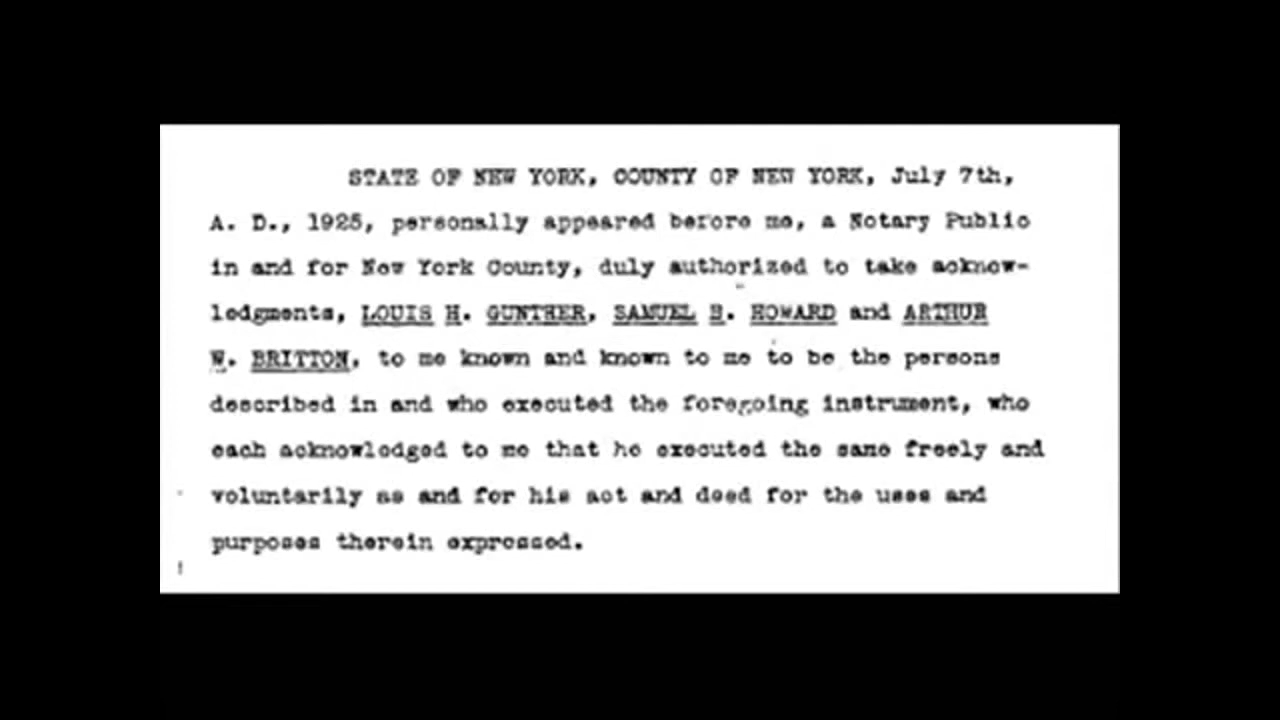 STATE OF NEW YORK, COUNTY OF NEW YORK, July 7th,
A. D., 1925, personally appeared before me, a Notary Public
in and for New York County, duly authorized to take acknow-
ledgments, LOUIS H. GUNTHER, SAMUEL B. HOWARD and ARTHUR
W. BRITTON, to me known and known to me to be the persons
described in and who executed the foregoing instrument, who
each acknowledged to me that he executed the same freely and
voluntarily as and for his act and deed for the uses and
purposes therein expressed.